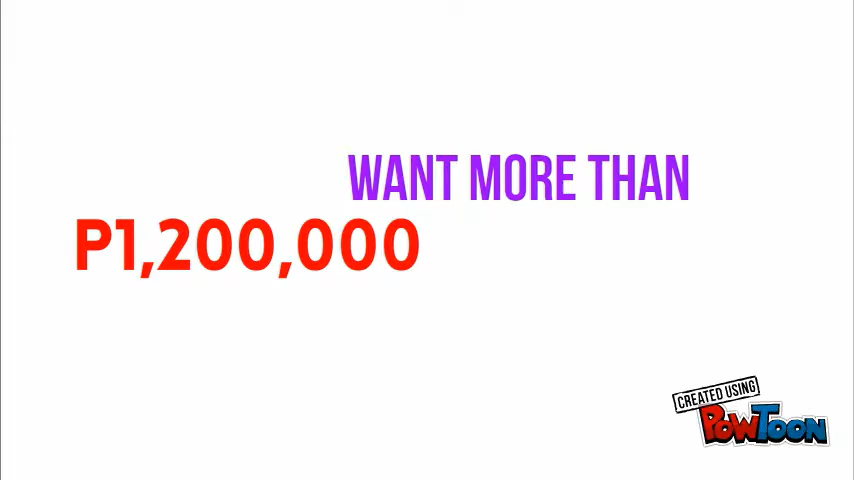 WANT MORE THAN
P1,200,000
CREATED USING
POWTOON